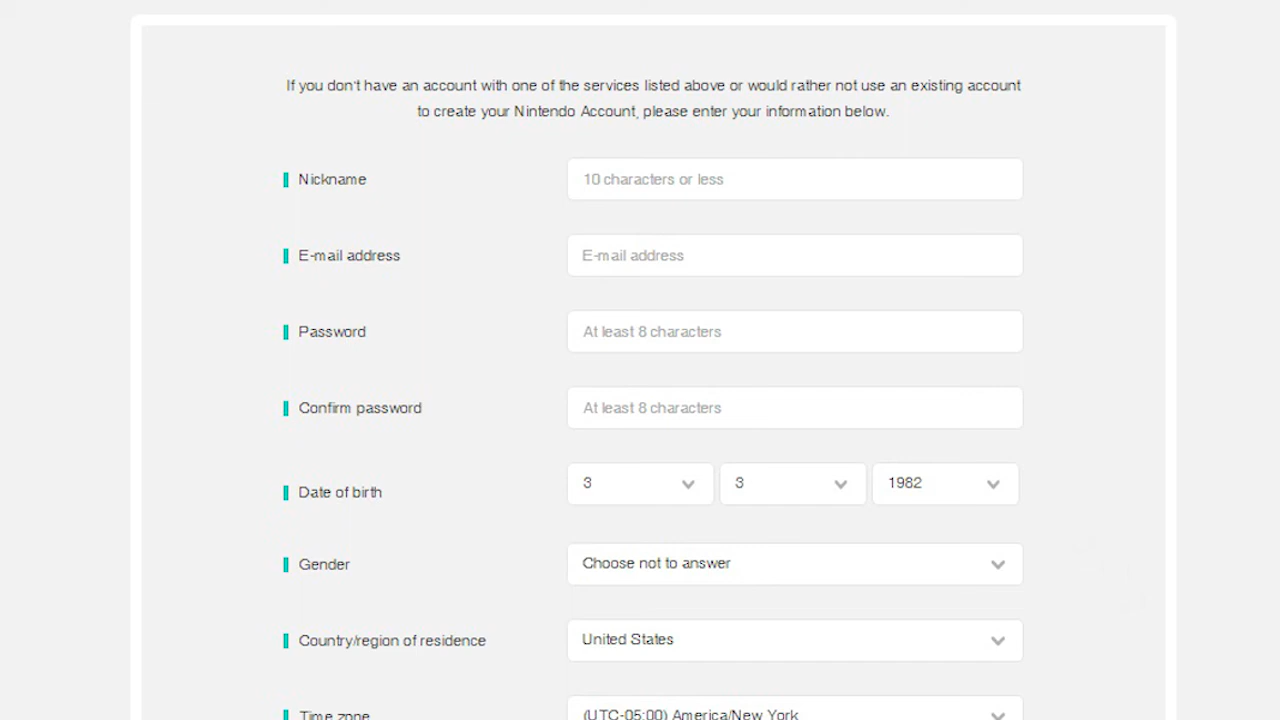 If you don't have an account with one of the services listed above or would rather not use an existing account
to create your Nintendo Account, please enter your information below.
Nickname
10 characters or less
E-mail address
E-mail address
Password
At least 8 characters
Confirm password
At least 8 characters
Date of birth
3 3 1982
Gender
Choose not to answer
Country/region of residence
United States
Time zone
(UTC-05:00) America/New York